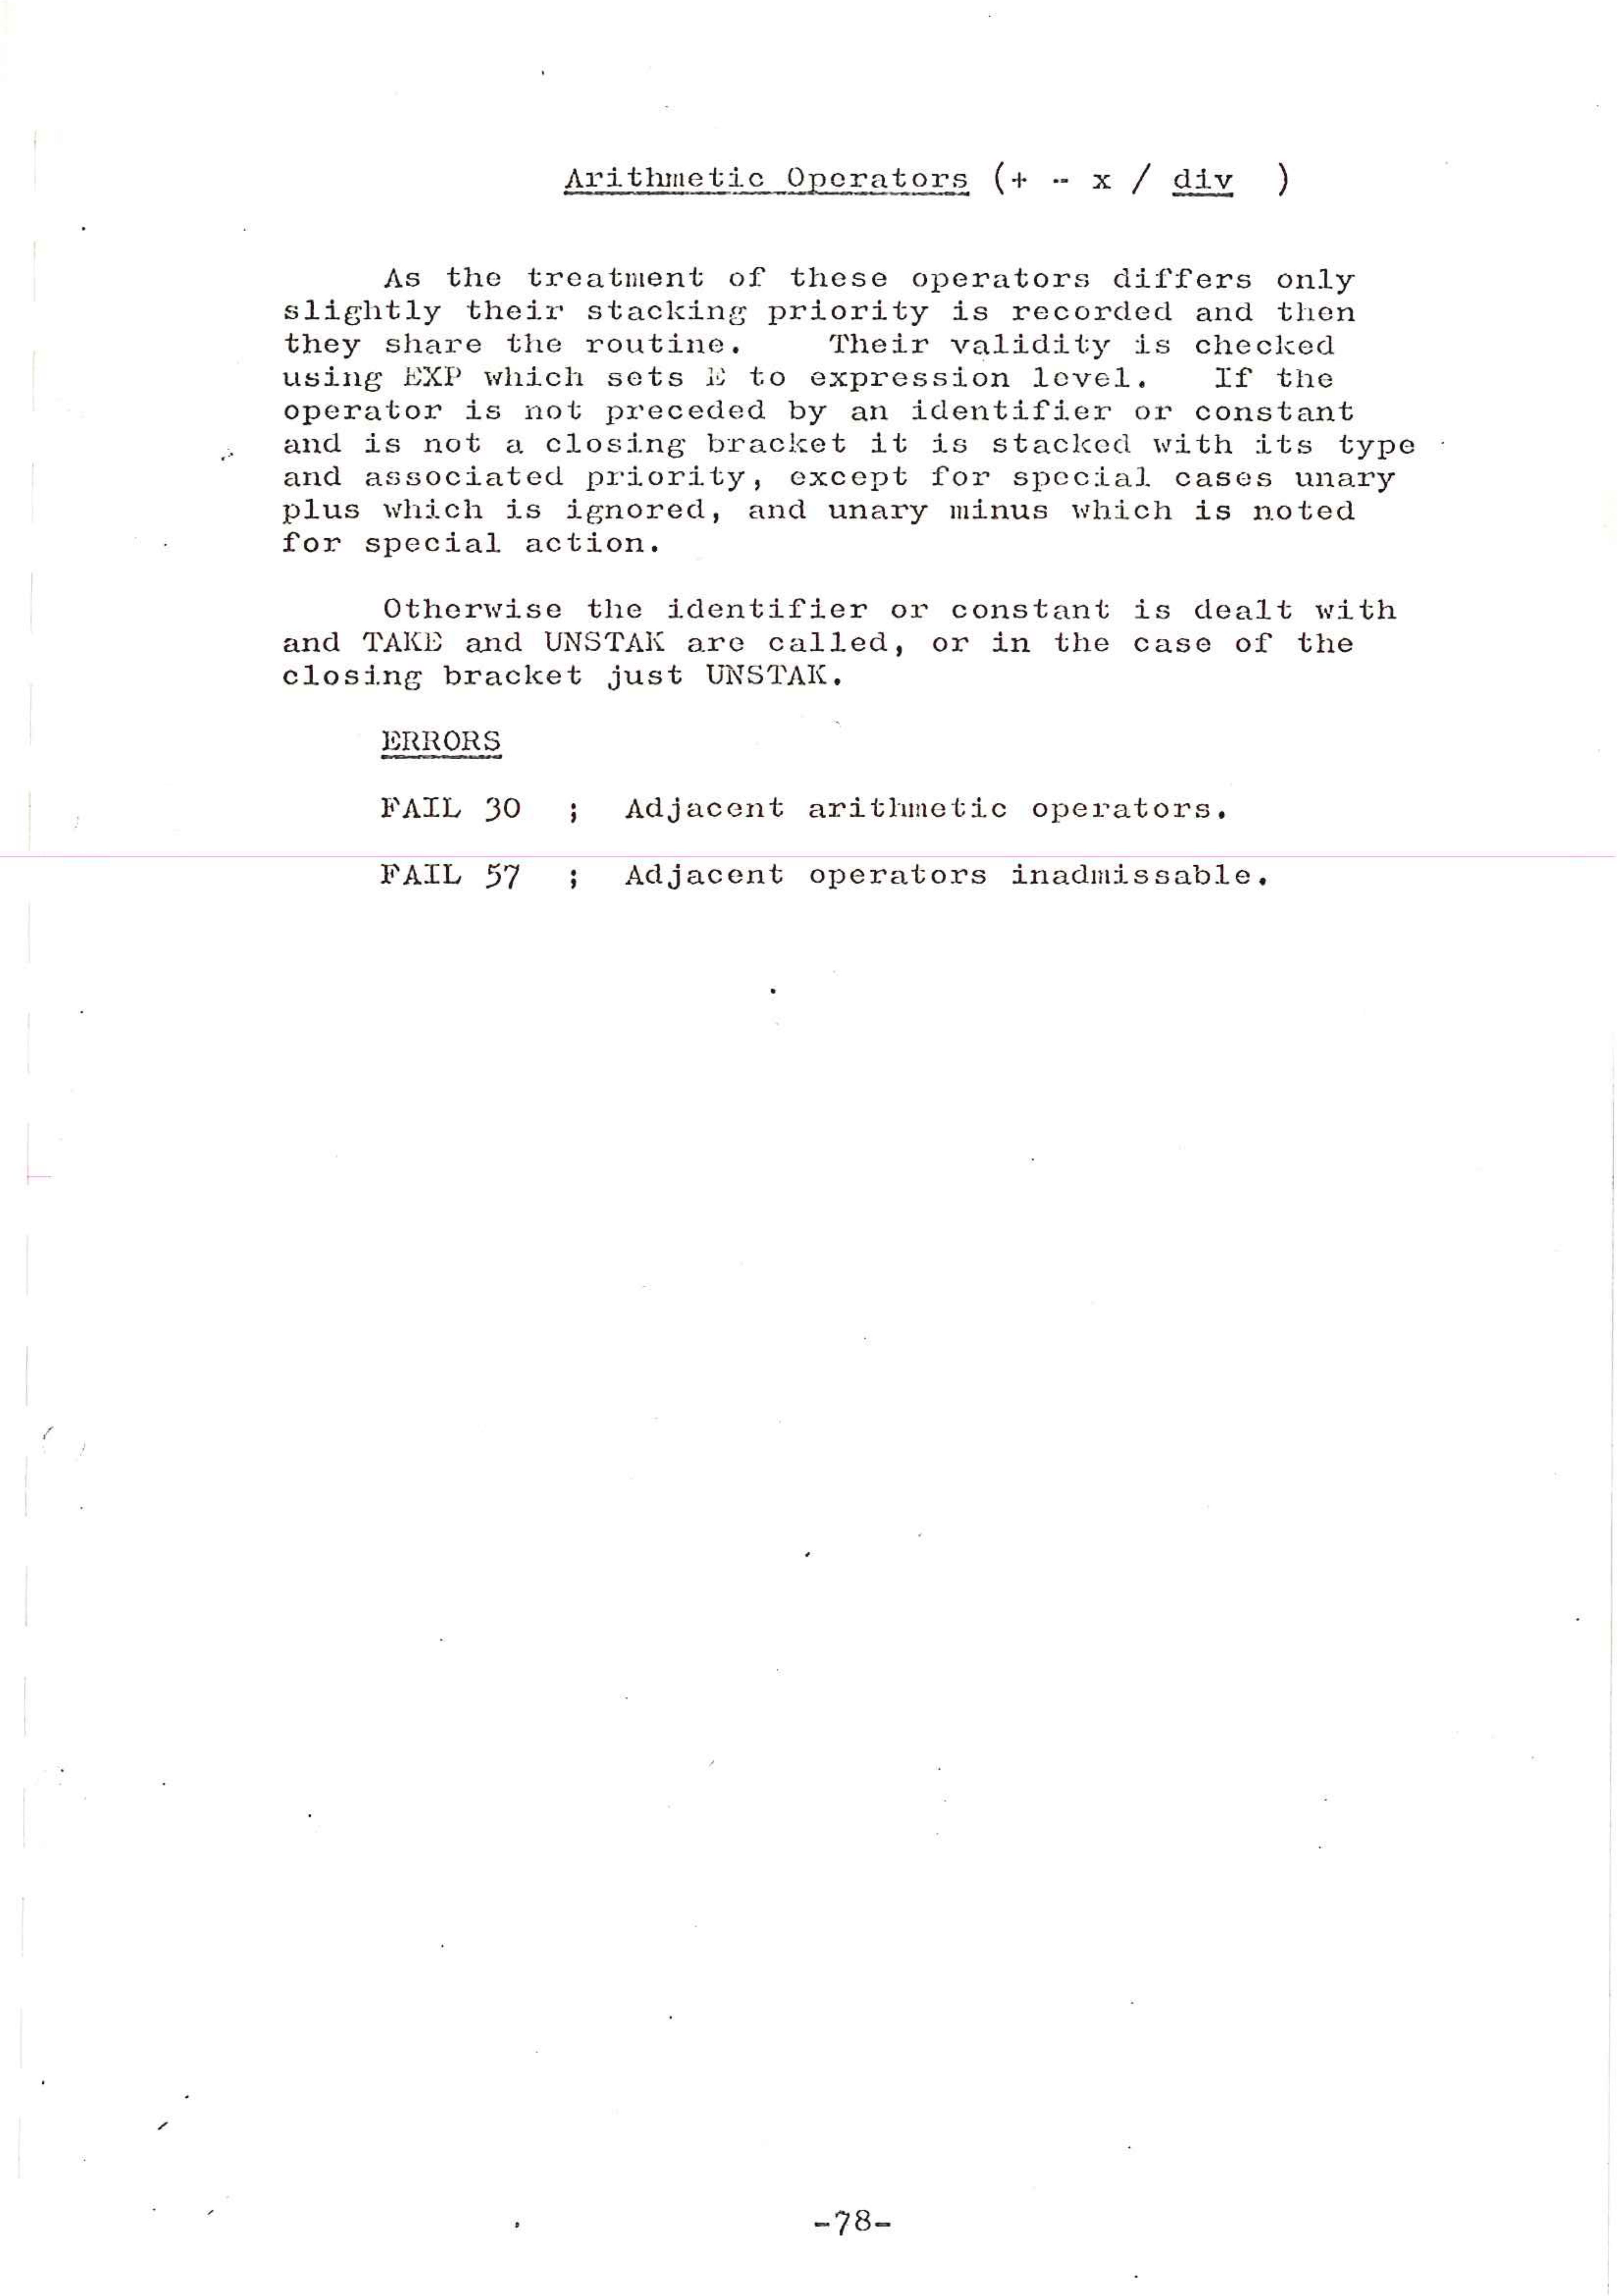 Arithmetic Operators (+ - x / div )
As the treatment of these operators differs only
slightly their stacking priority is recorded and then
they share the routine. Their validity is checked
using EXP which sets E to expression level. If the
operator is not preceded by an identifier or constant
and is not a closing bracket it is stacked with its type
and associated priority, except for special cases unary
plus which is ignored, and unary minus which is noted
for special action.
Otherwise the identifier or constant is dealt with
and TAKE and UNSTAK are called, or in the case of the
closing bracket just UNSTAK.
ERRORS
FAIL 30 ; Adjacent arithmetic operators.
FAIL 57 ; Adjacent operators inadmissable.
-78-